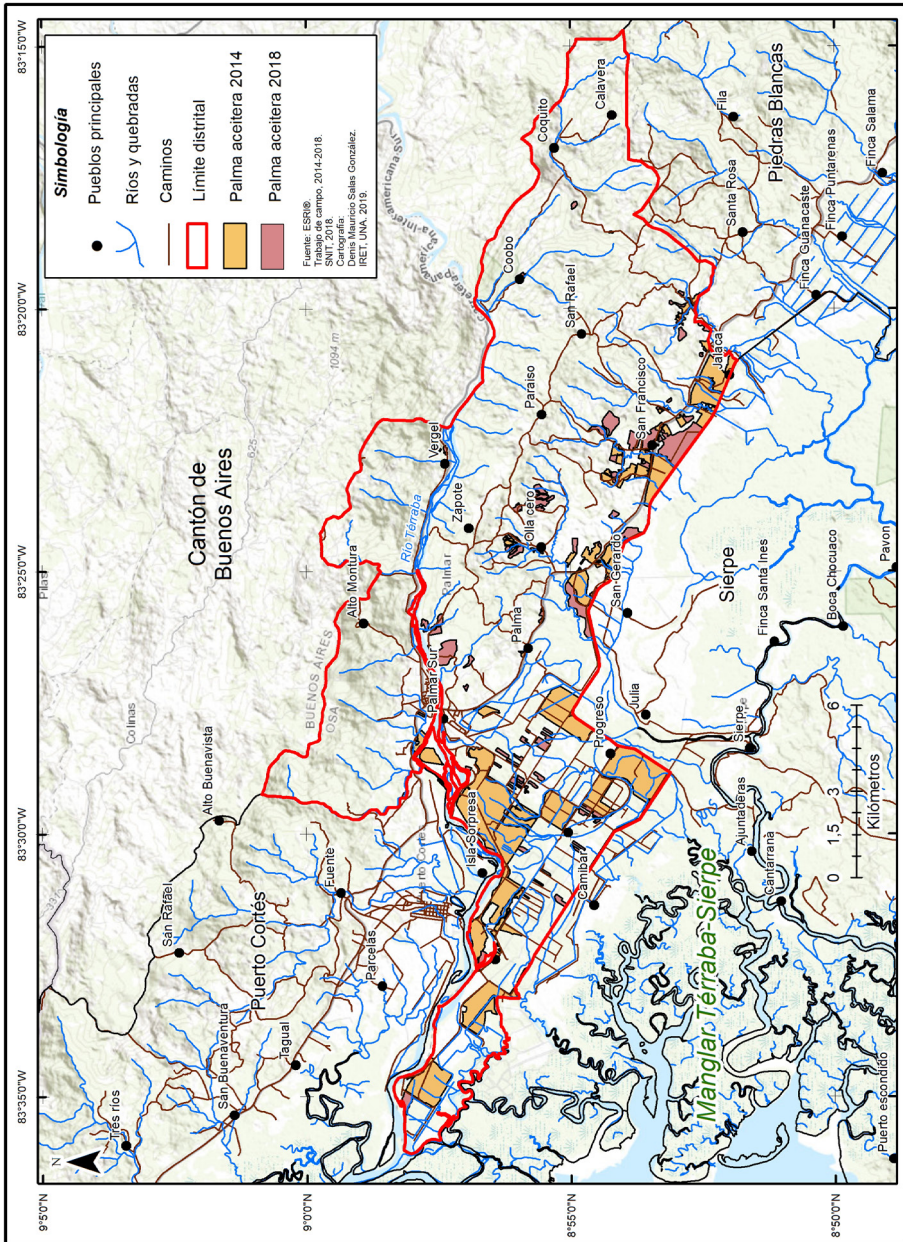 83°35'0"W
83°30'0"W
83°25'0"W
83°20'0"W
83°15'0"W
9°5'0"N
9°0'0"N
8°55'0"N
8°50'0"N
N
Simbología
Pueblos principales
Ríos y quebradas
Caminos
Límite distrital
Palma aceitera 2014
Palma aceitera 2018
Fuente: ESRI®.
Trabajo de campo, 2014-2018.
SNIT, 2018.
Cartografía:
Denis Mauricio Salas González.
IRET, UNA. 2019.
Tres ríos
San Rafael
Colinas
Pilas
San Buenaventura
Alto Buenavista
Cantón de
Buenos Aires
625
1094 m
Puerto Cortés
Tagual
Fuente
BUENOS AIRES
OSA
Alto Montura
Parcelas
Vergel
Río Térraba
Palmar Sur
Palmar
Zapote
Coobo
Coquito
Isla Sorpresa
Palma
Olla cero
Paraiso
San Rafael
Calavera
Camibar
Progreso
San Gerardo
San Francisco
Jalaca
Santa Rosa
Fila
Piedras Blancas
Julia
Sierpe
Manglar Térraba-Sierpe
Ajuntaderas
Cantarrana
Sierpe
Finca Santa Ines
Boca Chocuaco
Pavon
Finca Guanacaste
Finca Puntarenas
Finca Salama
Puerto escondido
0 1,5 3 6
Kilómetros